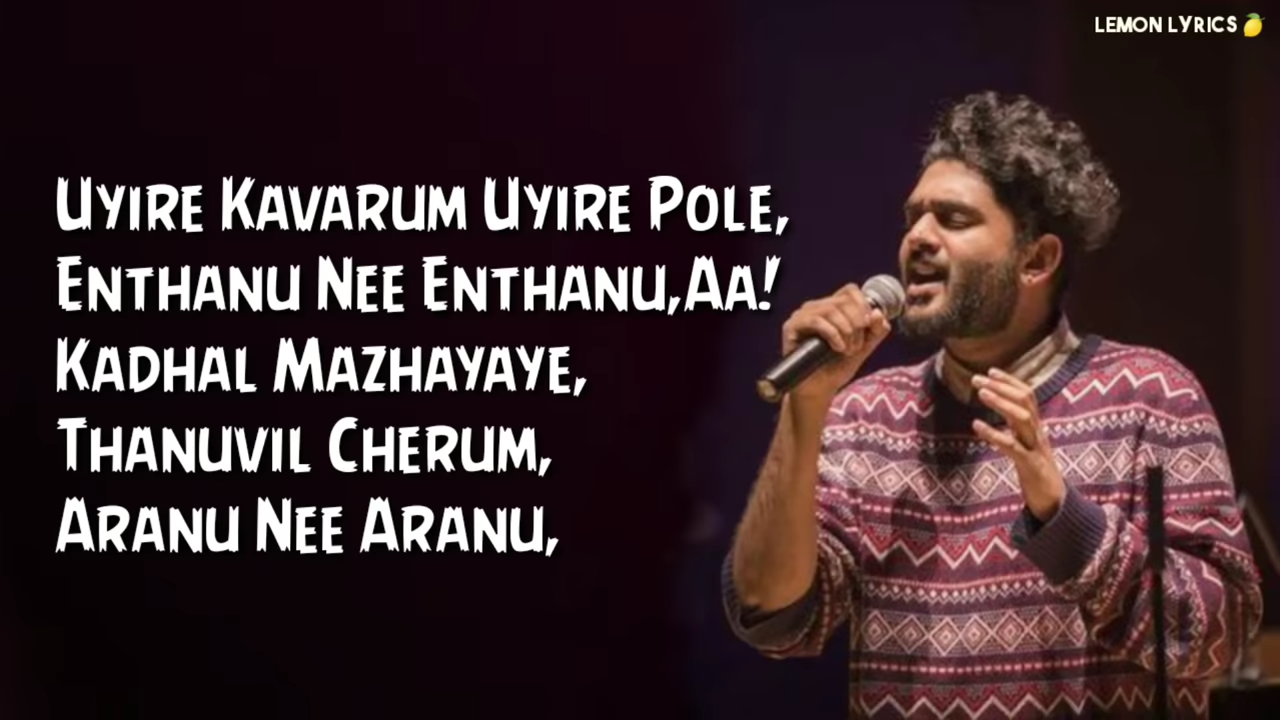 LEMON LYRICS🍋
UYIRE KAVARUM UYIRE POLE,
ENTHANU NEE ENTHANU,AA!
KADHAL MAZHAYAYE,
THANUVIL CHERUM,
ARANU NEE ARANU,